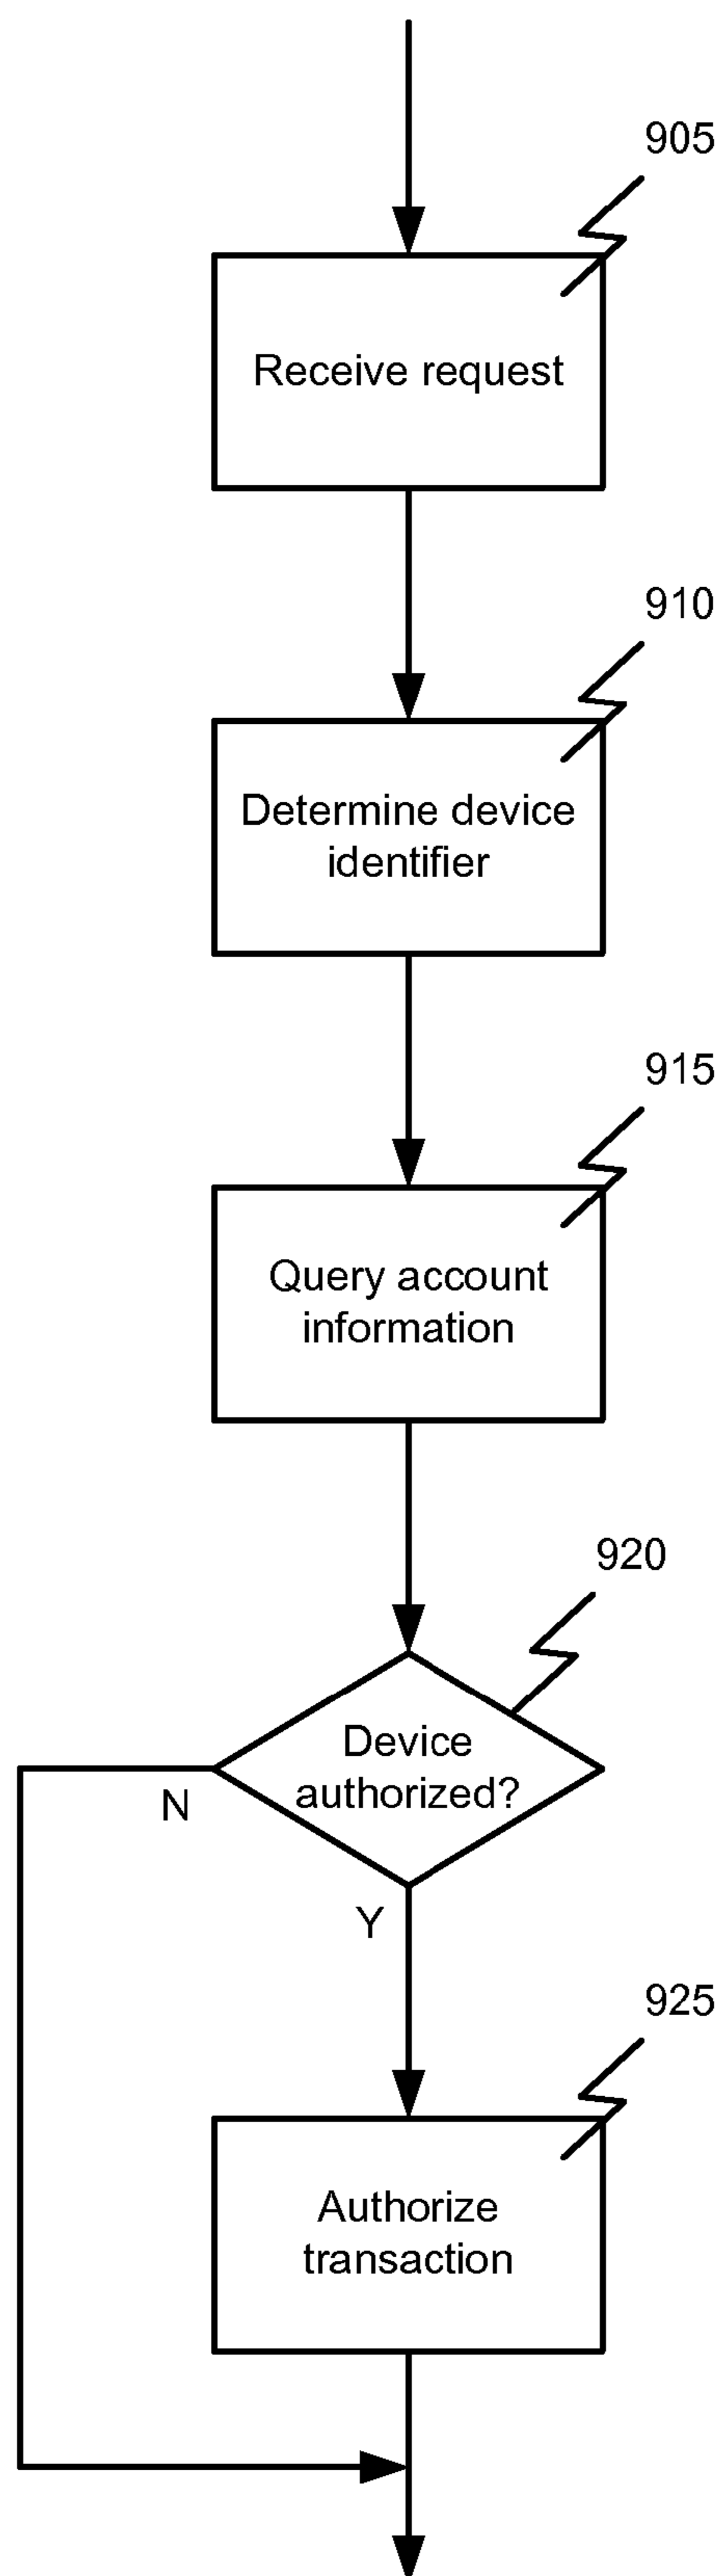 905
Receive request
910
Determine device
identifier
915
Query account
information
920
Device
authorized?
N
Y
925
Authorize
transaction